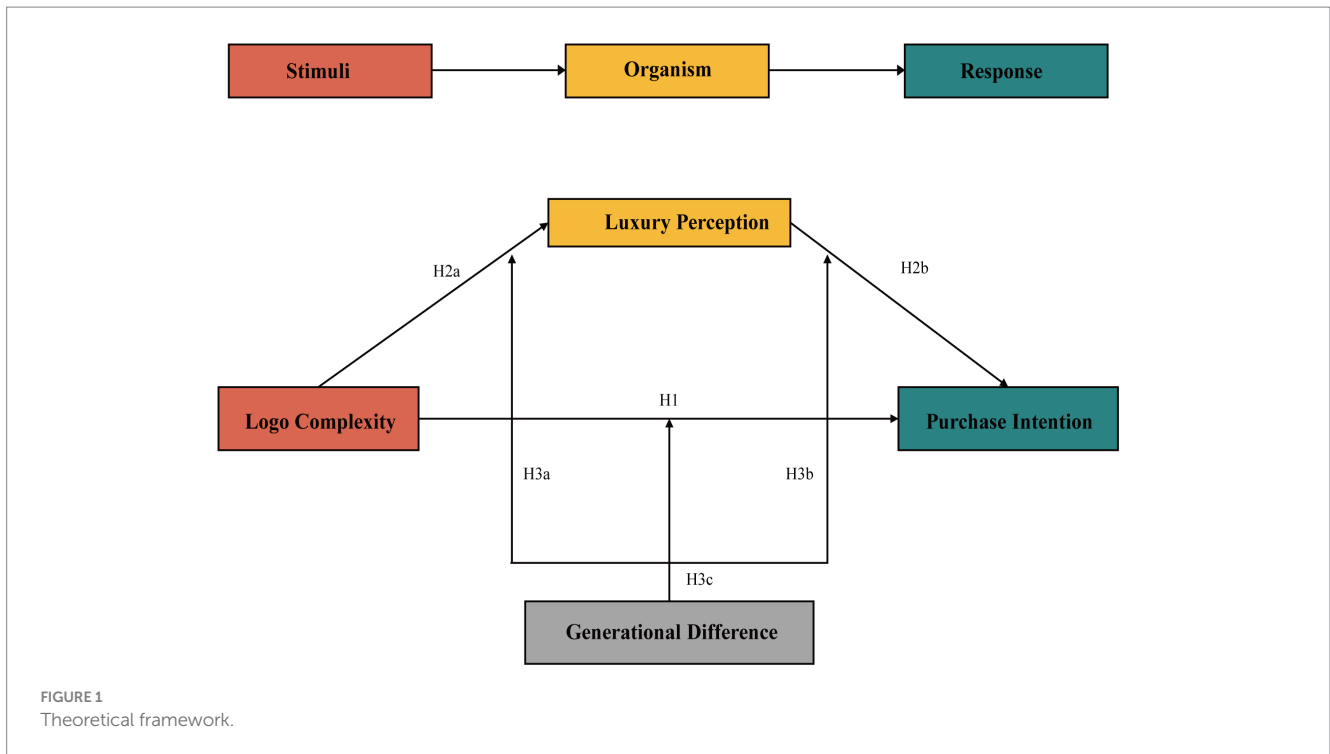 Stimuli
Organism
Response
Luxury Perception
H2a
H2b
Logo Complexity
H1
Purchase Intention
H3a
H3b
H3c
Generational Difference
FIGURE 1
Theoretical framework.